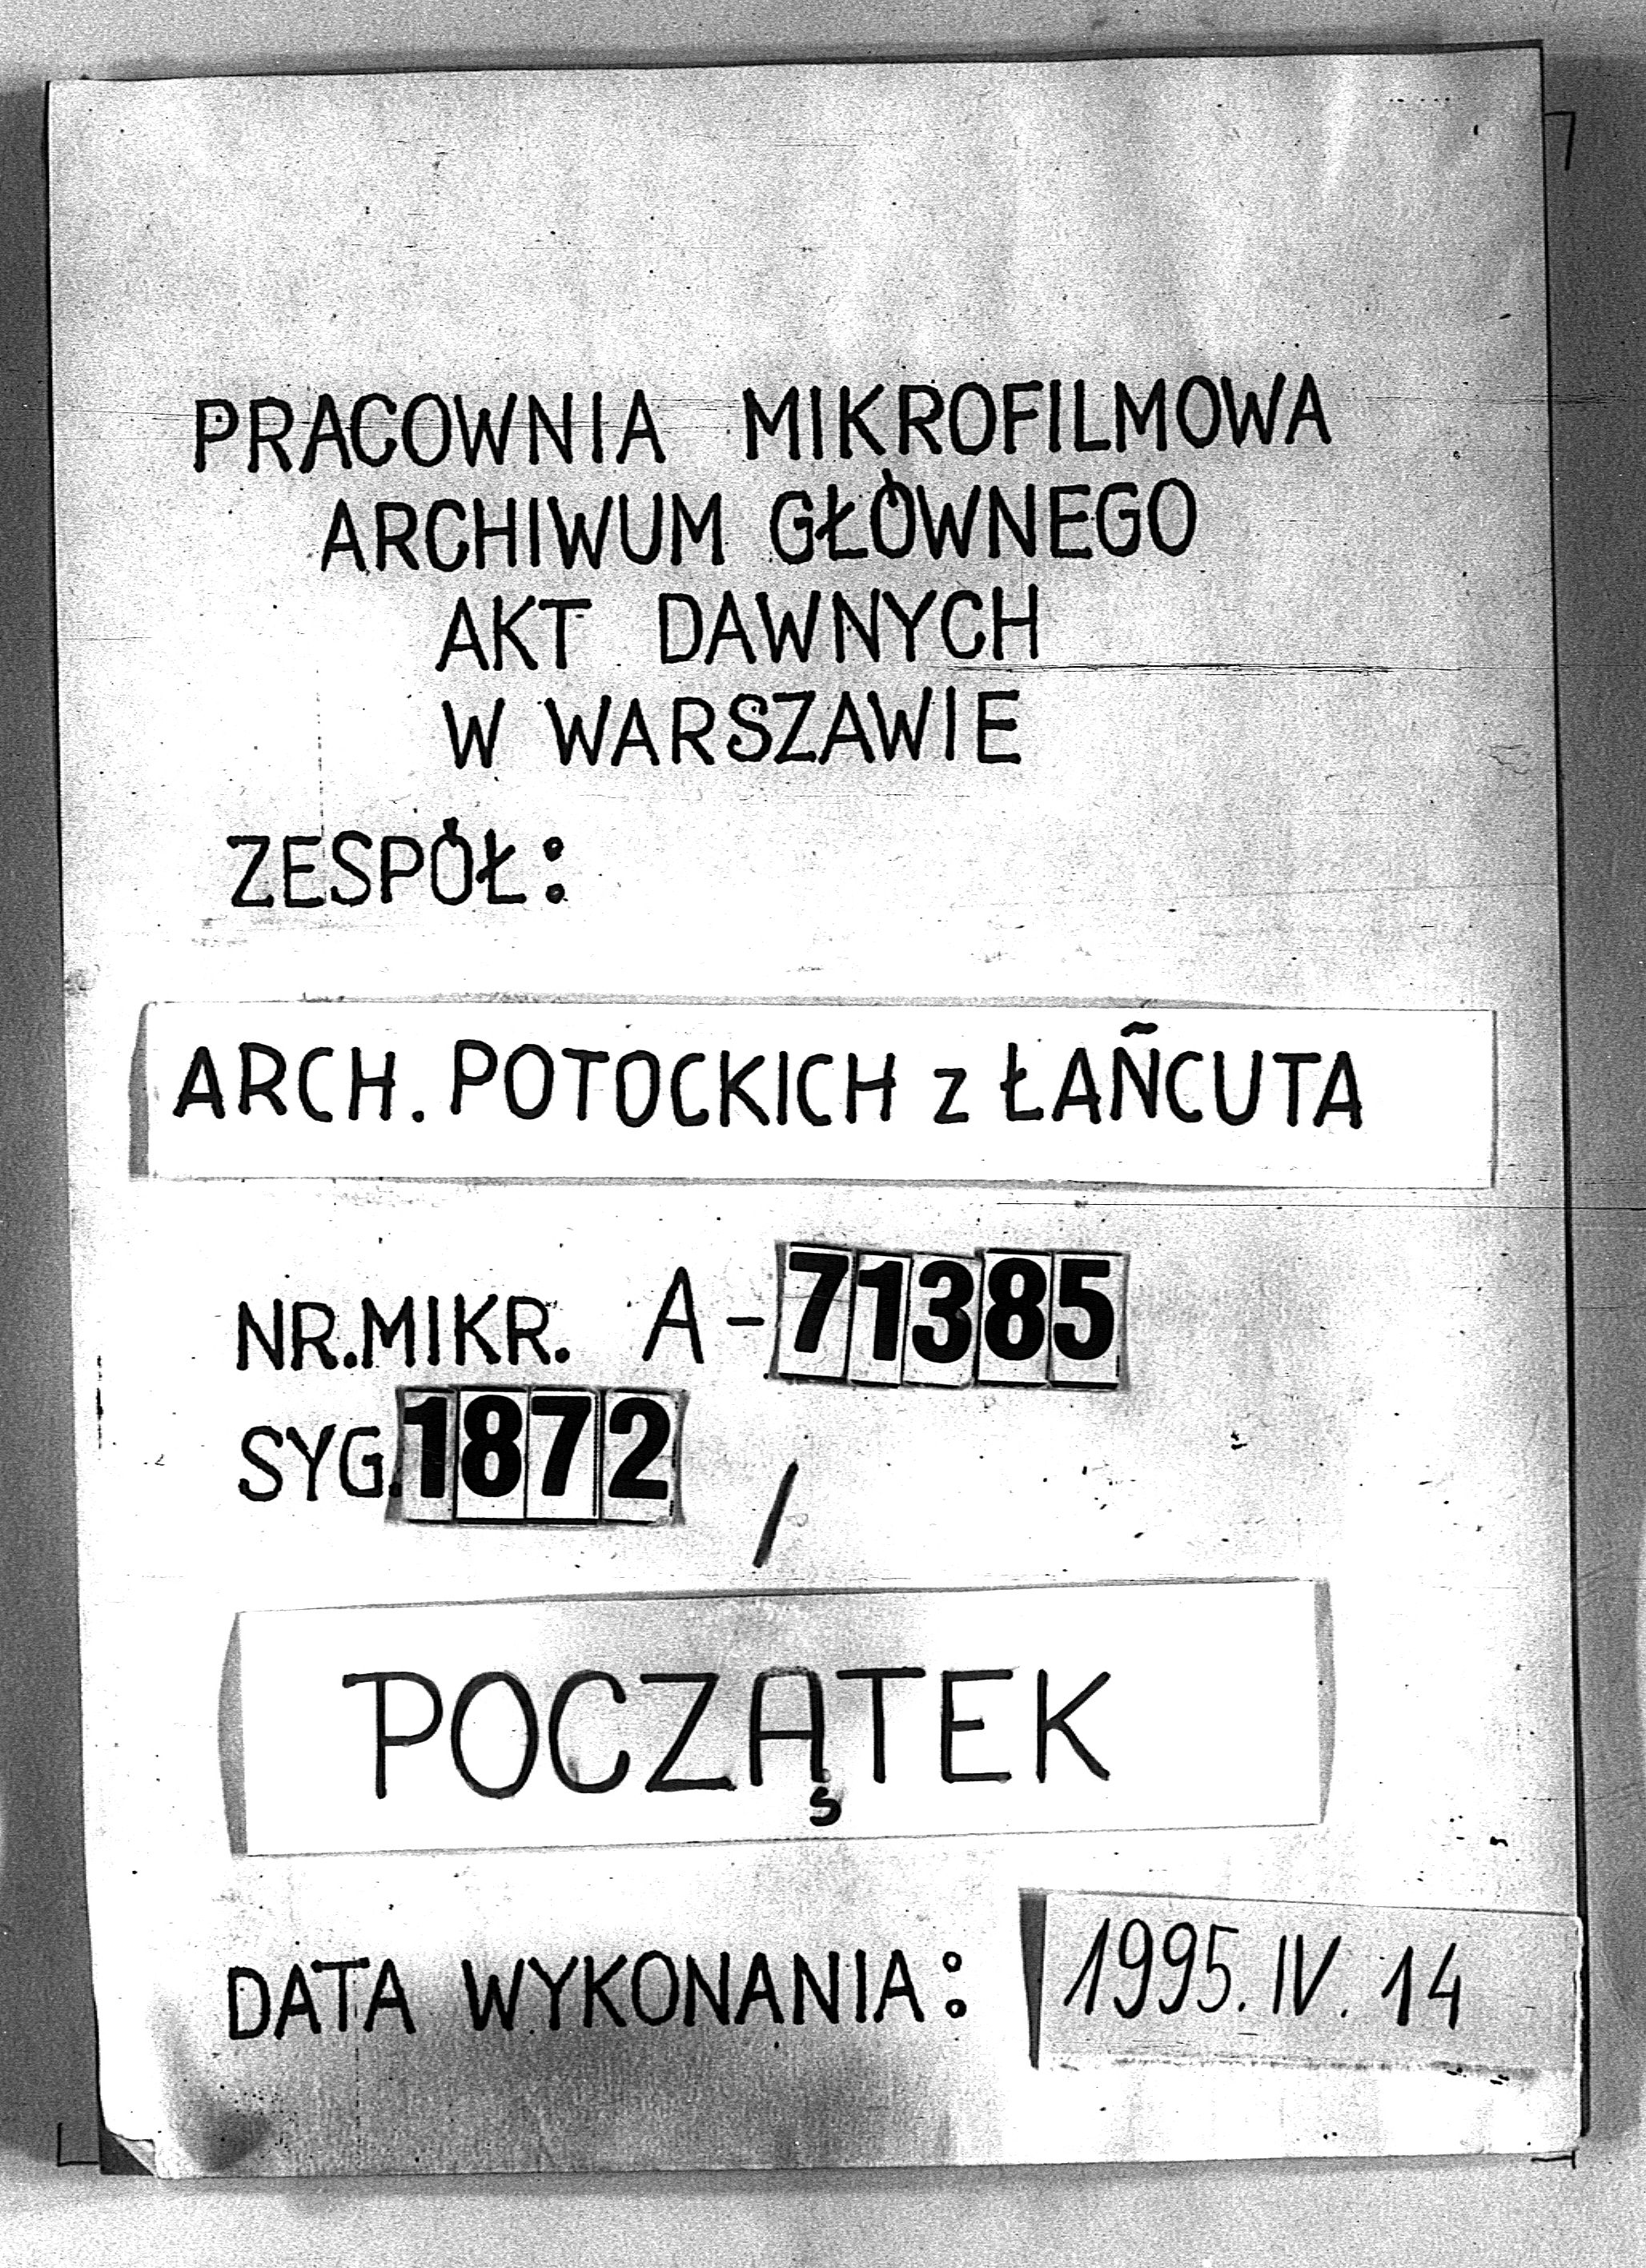 PRACOWNIA MIKROFILMOWA
ARCHIWUM GŁÓWNEGO
AKT DAWNYCH
W WARSZAWIE
ZESPÓŁ:
ARCH. POTOCKICH z ŁAŃCUTA
NR.MIKR. A-71385
SYG.1872 /
POCZĄTEK
DATA WYKONANIA: 1995.IV.14